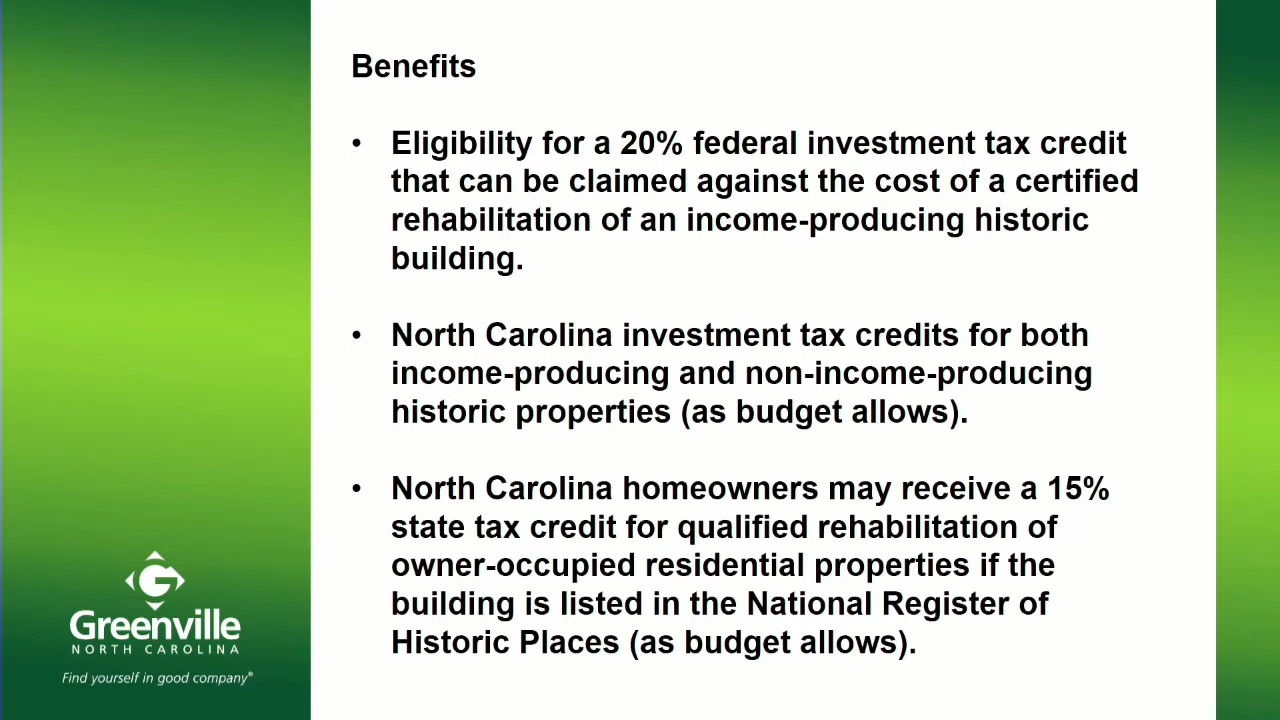 Benefits
• Eligibility for a 20% federal investment tax credit
that can be claimed against the cost of a certified
rehabilitation of an income-producing historic
building.
• North Carolina investment tax credits for both
income-producing and non-income-producing
historic properties (as budget allows).
• North Carolina homeowners may receive a 15%
state tax credit for qualified rehabilitation of
owner-occupied residential properties if the
building is listed in the National Register of
Historic Places (as budget allows).
G
Greenville
NORTH CAROLINA
Find yourself in good company®